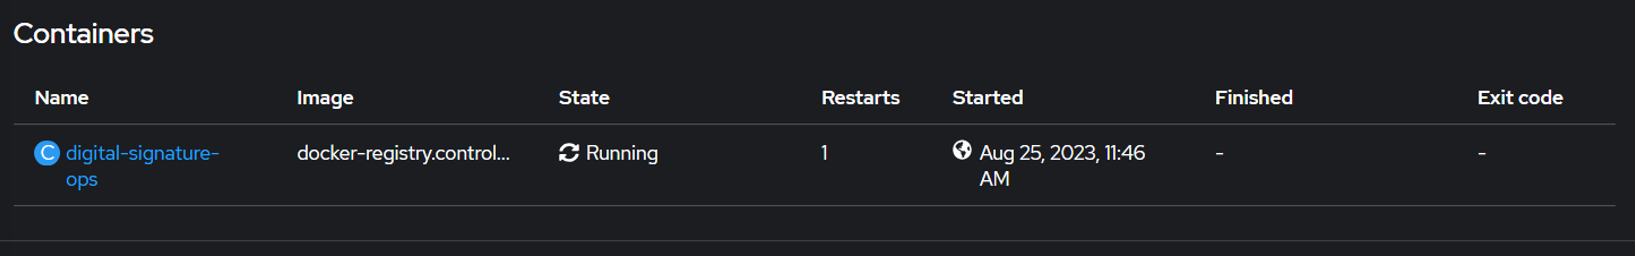 Containers
Name Image State Restarts Started Finished Exit code
C digital-signature- docker-registry.control... Running 1 Aug 25, 2023, 11:46 - -
ops AM